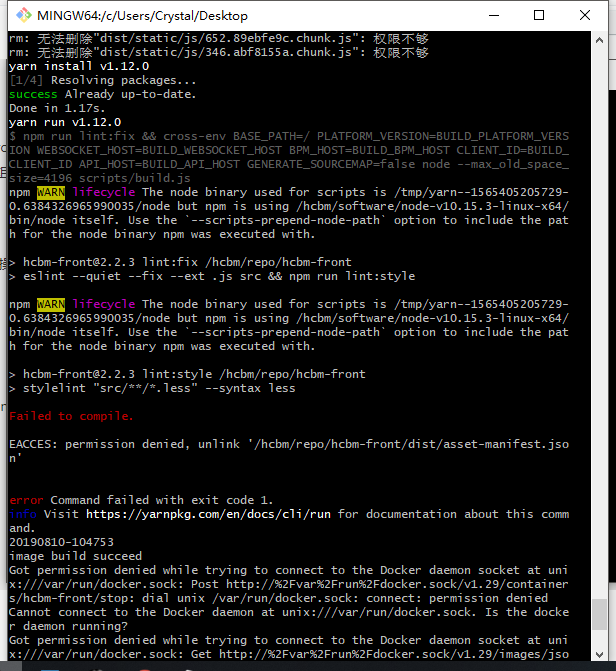 MINGW64:/c/Users/Crystal/Desktop
rm: 无法删除"dist/static/js/652.89ebfe9c.chunk.js": 权限不够
rm: 无法删除"dist/static/js/346.abf8155a.chunk.js": 权限不够
yarn install v1.12.0
[1/4] Resolving packages...
success Already up-to-date.
Done in 1.17s.
yarn run v1.12.0
$ npm run lint:fix && cross-env BASE_PATH=/ PLATFORM_VERSION=BUILD_PLATFORM_VERS
ION WEBSOCKET_HOST=BUILD_WEBSOCKET_HOST BPM_HOST=BUILD_BPM_HOST CLIENT_ID=BUILD_
CLIENT_ID API_HOST=BUILD_API_HOST GENERATE_SOURCEMAP=false node --max_old_space_
size=4196 scripts/build.js
npm WARN lifecycle The node binary used for scripts is /tmp/yarn--1565405205729-
0.6384326965990035/node but npm is using /hcbm/software/node-v10.15.3-linux-x64/
bin/node itself. Use the `--scripts-prepend-node-path` option to include the pat
h for the node binary npm was executed with.
> hcbm-front@2.2.3 lint:fix /hcbm/repo/hcbm-front
> eslint --quiet --fix --ext .js src && npm run lint:style
npm WARN lifecycle The node binary used for scripts is /tmp/yarn--1565405205729-
0.6384326965990035/node but npm is using /hcbm/software/node-v10.15.3-linux-x64/
bin/node itself. Use the `--scripts-prepend-node-path` option to include the pat
h for the node binary npm was executed with.
> hcbm-front@2.2.3 lint:style /hcbm/repo/hcbm-front
> stylelint "src/**/*.less" --syntax less
Failed to compile.
EACCES: permission denied, unlink '/hcbm/repo/hcbm-front/dist/asset-manifest.jso
n'
error Command failed with exit code 1.
info Visit https://yarnpkg.com/en/docs/cli/run for documentation about this comm
and.
20190810-104753
image build succeed
Got permission denied while trying to connect to the Docker daemon socket at uni
x:///var/run/docker.sock: Post http://%2Fvar%2Frun%2Fdocker.sock/v1.29/container
s/hcbm-front/stop: dial unix /var/run/docker.sock: connect: permission denied
Cannot connect to the Docker daemon at unix:///var/run/docker.sock. Is the docke
r daemon running?
Got permission denied while trying to connect to the Docker daemon socket at uni
x:///var/run/docker.sock: Get http://%2Fvar%2Frun%2Fdocker.sock/v1.29/images/jso